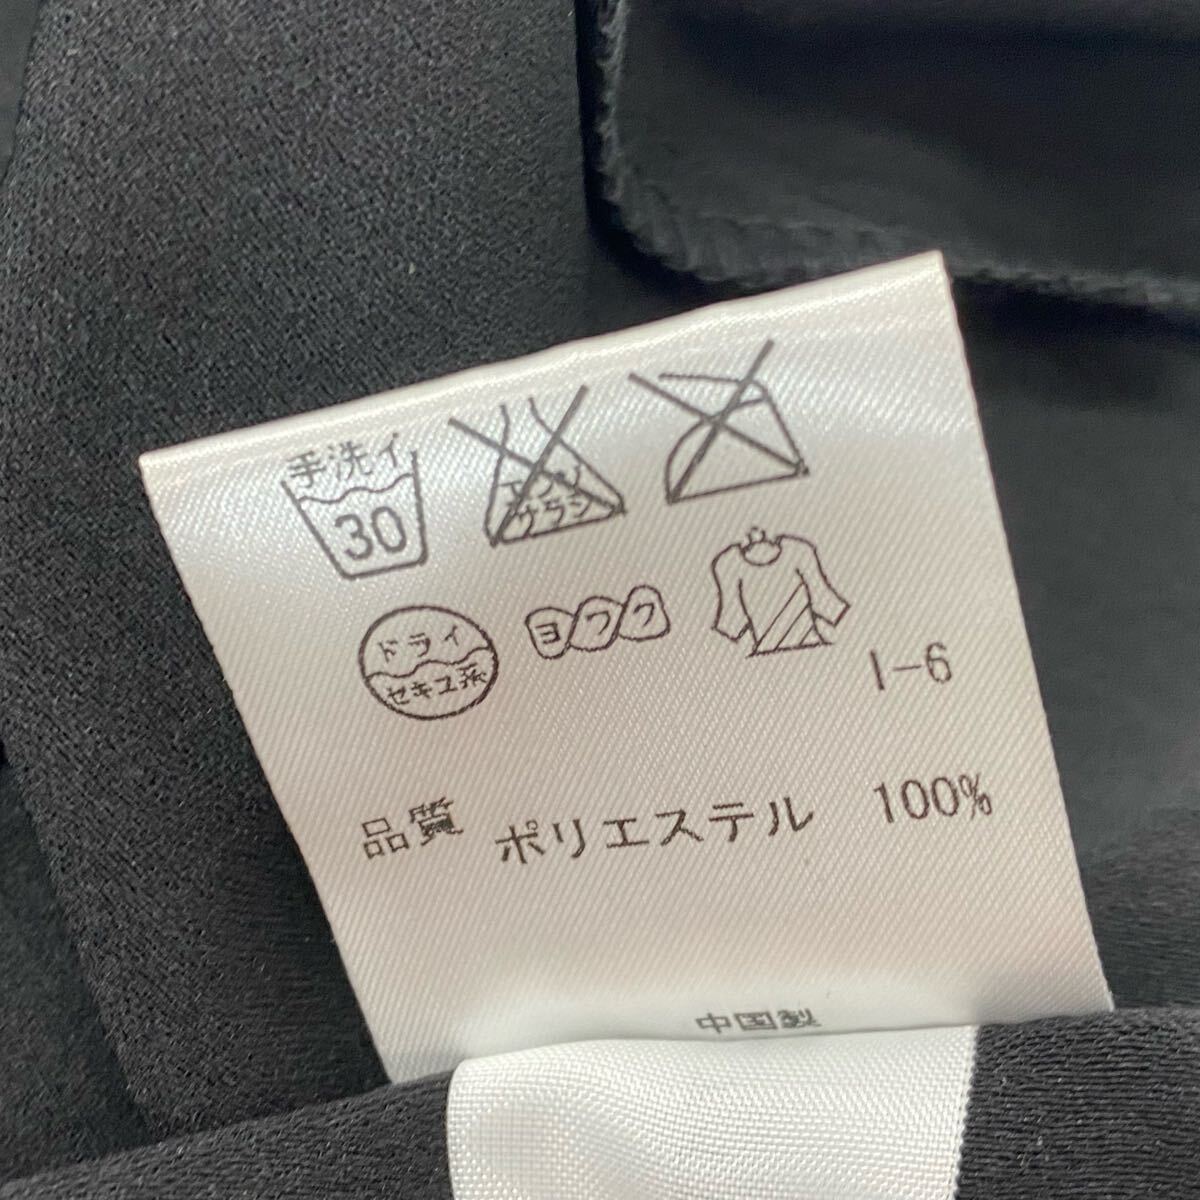 手洗イ
30
エンソ
サラシ
ドライ
セキユ系
ヨワク
I-6
品質 ポリエステル 100%
中国製